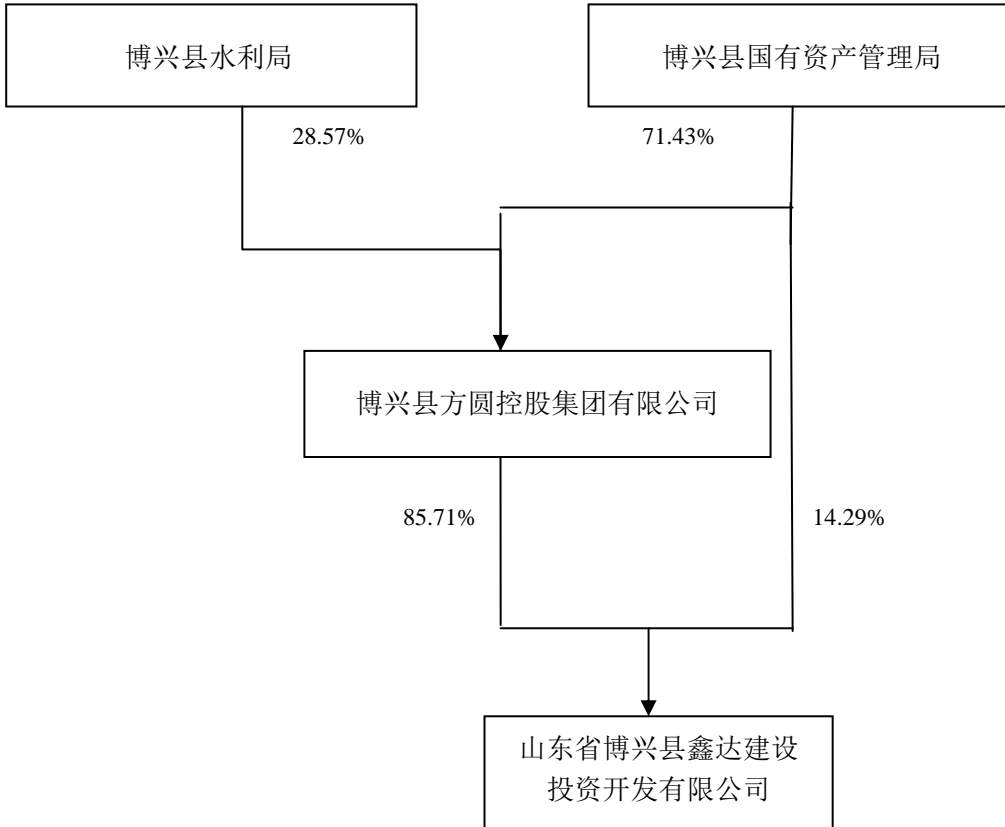 博兴县水利局
博兴县国有资产管理局
28.57%
71.43%
博兴县方圆控股集团有限公司
85.71%
14.29%
山东省博兴县鑫达建设
投资开发有限公司